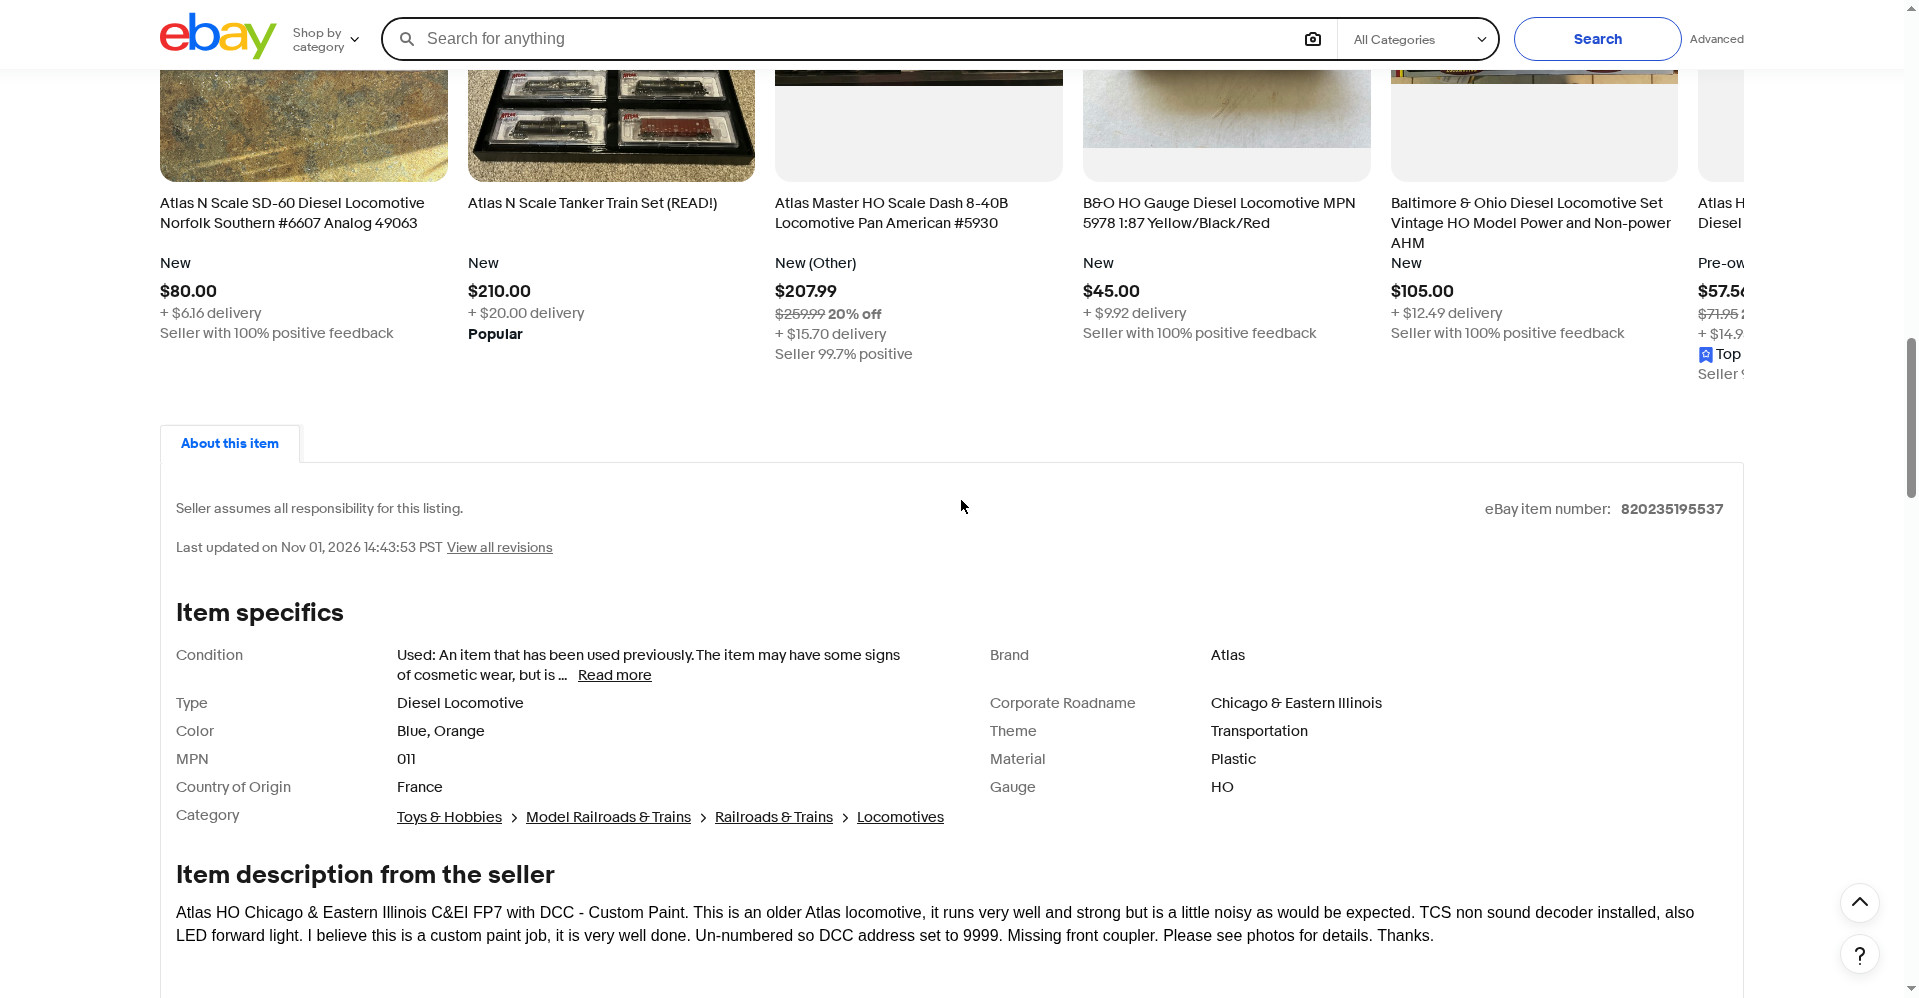 ebay
Shop by category
Search for anything
All Categories
Search
Advanced
Atlas N Scale SD-60 Diesel Locomotive
Norfolk Southern #6607 Analog 49063
New
$80.00
+ $6.16 delivery
Seller with 100% positive feedback
Atlas N Scale Tanker Train Set (READ!)
New
$210.00
+ $20.00 delivery
Popular
Atlas Master HO Scale Dash 8-40B
Locomotive Pan American #5930
New (Other)
$207.99
$259.99 20% off
+ $15.70 delivery
Seller 99.7% positive
B&O HO Gauge Diesel Locomotive MPN
5978 1:87 Yellow/Black/Red
New
$45.00
+ $9.92 delivery
Seller with 100% positive feedback
Baltimore & Ohio Diesel Locomotive Set
Vintage HO Model Power and Non-power
AHM
New
$105.00
+ $12.49 delivery
Seller with 100% positive feedback
Atlas H
Diesel
Pre-ow
$57.56
$71.95 2
+ $14.9
Top
Seller 9
About this item
Seller assumes all responsibility for this listing.
eBay item number: 820235195537
Last updated on Nov 01, 2026 14:43:53 PST View all revisions
Item specifics
Condition
Used: An item that has been used previously. The item may have some signs
of cosmetic wear, but is ... Read more
Brand
Atlas
Type
Diesel Locomotive
Corporate Roadname
Chicago & Eastern Illinois
Color
Blue, Orange
Theme
Transportation
MPN
011
Material
Plastic
Country of Origin
France
Gauge
HO
Category
Toys & Hobbies > Model Railroads & Trains > Railroads & Trains > Locomotives
Item description from the seller
Atlas HO Chicago & Eastern Illinois C&EI FP7 with DCC - Custom Paint. This is an older Atlas locomotive, it runs very well and strong but is a little noisy as would be expected. TCS non sound decoder installed, also
LED forward light. I believe this is a custom paint job, it is very well done. Un-numbered so DCC address set to 9999. Missing front coupler. Please see photos for details. Thanks.
?